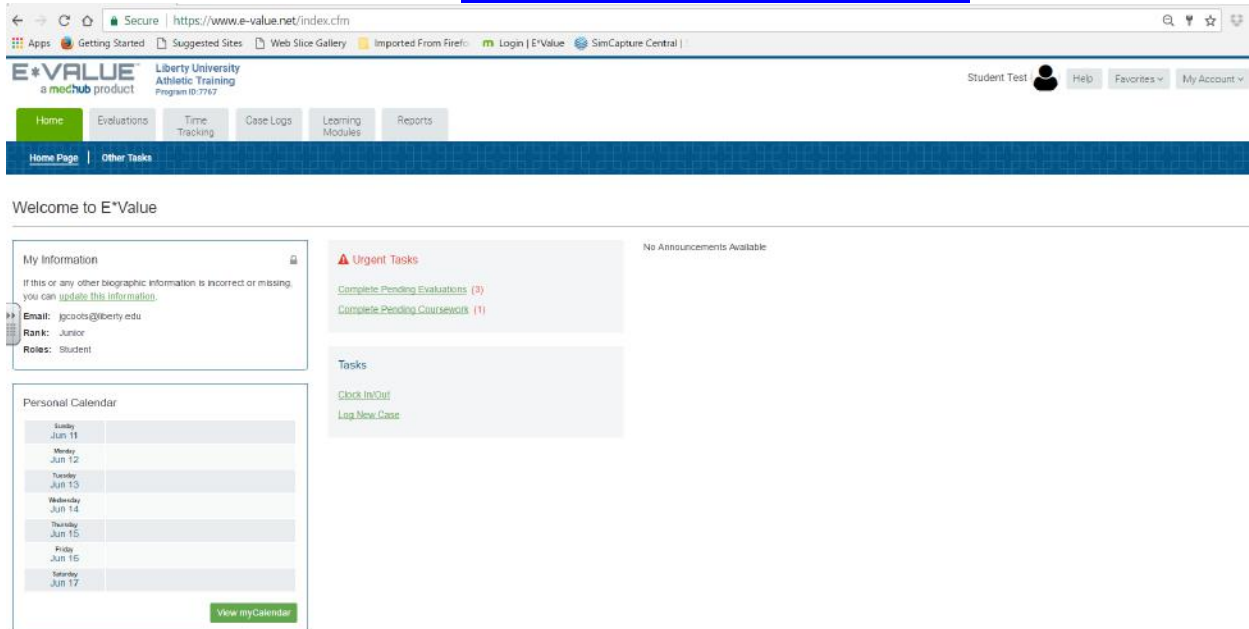 Secure | https://www.e-value.net/index.cfm
Apps Getting Started Suggested Sites Web Slice Gallery Imported From Firefo Login | E*Value SimCapture Central |
E*VALUE
a medhub product
Liberty University
Athletic Training
Program ID:7767
Student Test Help Favorites My Account
Home Evaluations Time Tracking Case Logs Learning Modules Reports
Home Page | Other Tasks
Welcome to E*Value
My Information
If this or any other biographic information is incorrect or missing,
you can update this information.
Email: jgcoots@liberty.edu
Rank: Junior
Roles: Student
Personal Calendar
Sunday
Jun 11
Monday
Jun 12
Tuesday
Jun 13
Wednesday
Jun 14
Thursday
Jun 15
Friday
Jun 16
Saturday
Jun 17
View myCalendar
Urgent Tasks
Complete Pending Evaluations (3)
Complete Pending Coursework (1)
Tasks
Clock In/Out
Log New Case
No Announcements Available